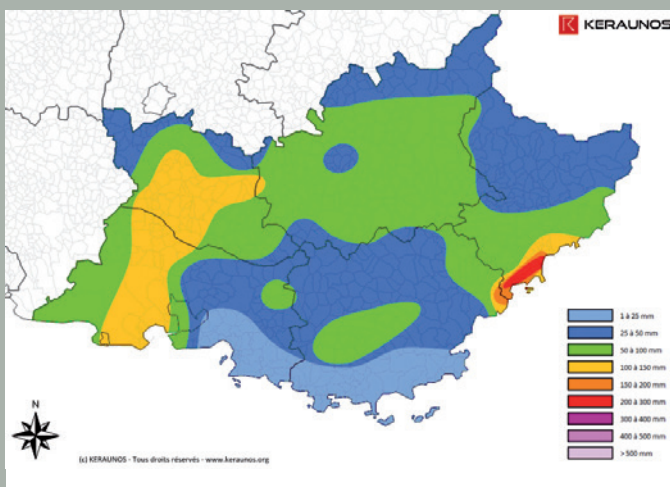 KERAUNOS
1 à 25 mm
25 à 50 mm
50 à 100 mm
100 à 150 mm
150 à 200 mm
200 à 300 mm
300 à 400 mm
400 à 500 mm
> 500 mm
N
(c) KERAUNOS - Tous droits réservés - www.keraunos.org